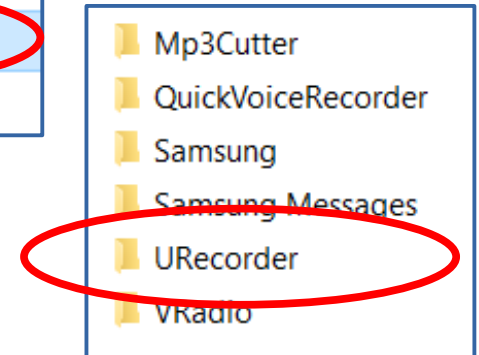 Mp3Cutter
QuickVoiceRecorder
Samsung
Samsung Messages
URecorder
VRadio